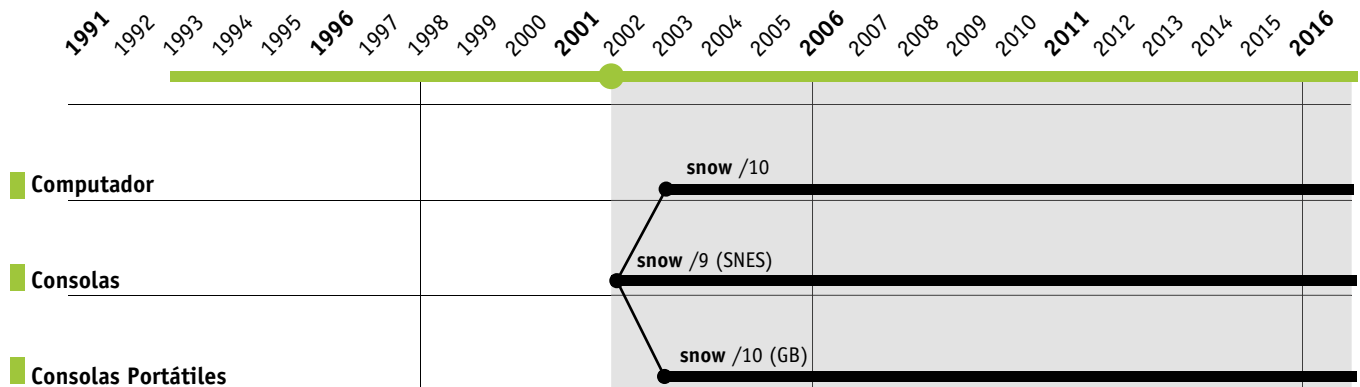 1991 1992 1993 1994 1995 1996 1997 1998 1999 2000 2001 2002 2003 2004 2005 2006 2007 2008 2009 2010 2011 2012 2013 2014 2015 2016
snow /10
Computador
snow /9 (SNES)
Consolas
snow /10 (GB)
Consolas Portátiles